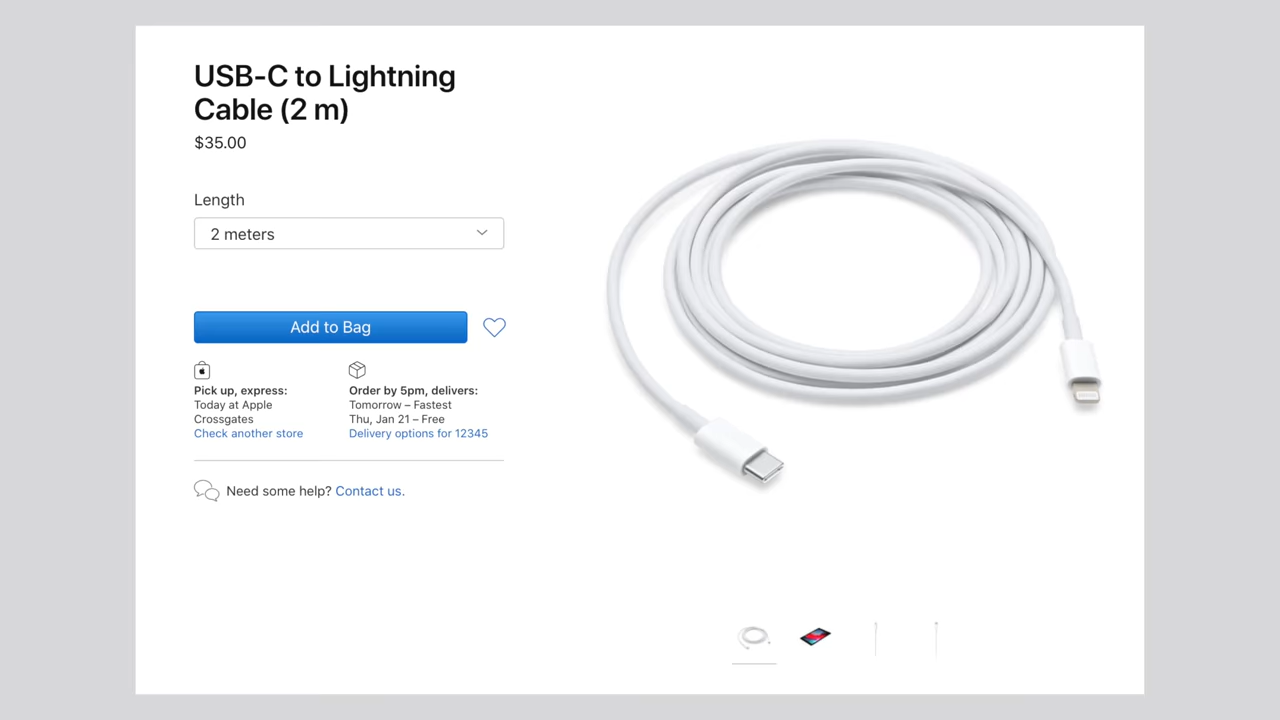 USB-C to Lightning
Cable (2 m)
$35.00
Length
2 meters
Add to Bag
Pick up, express:
Today at Apple
Crossgates
Check another store
Order by 5pm, delivers:
Tomorrow – Fastest
Thu, Jan 21 – Free
Delivery options for 12345
Need some help? Contact us.